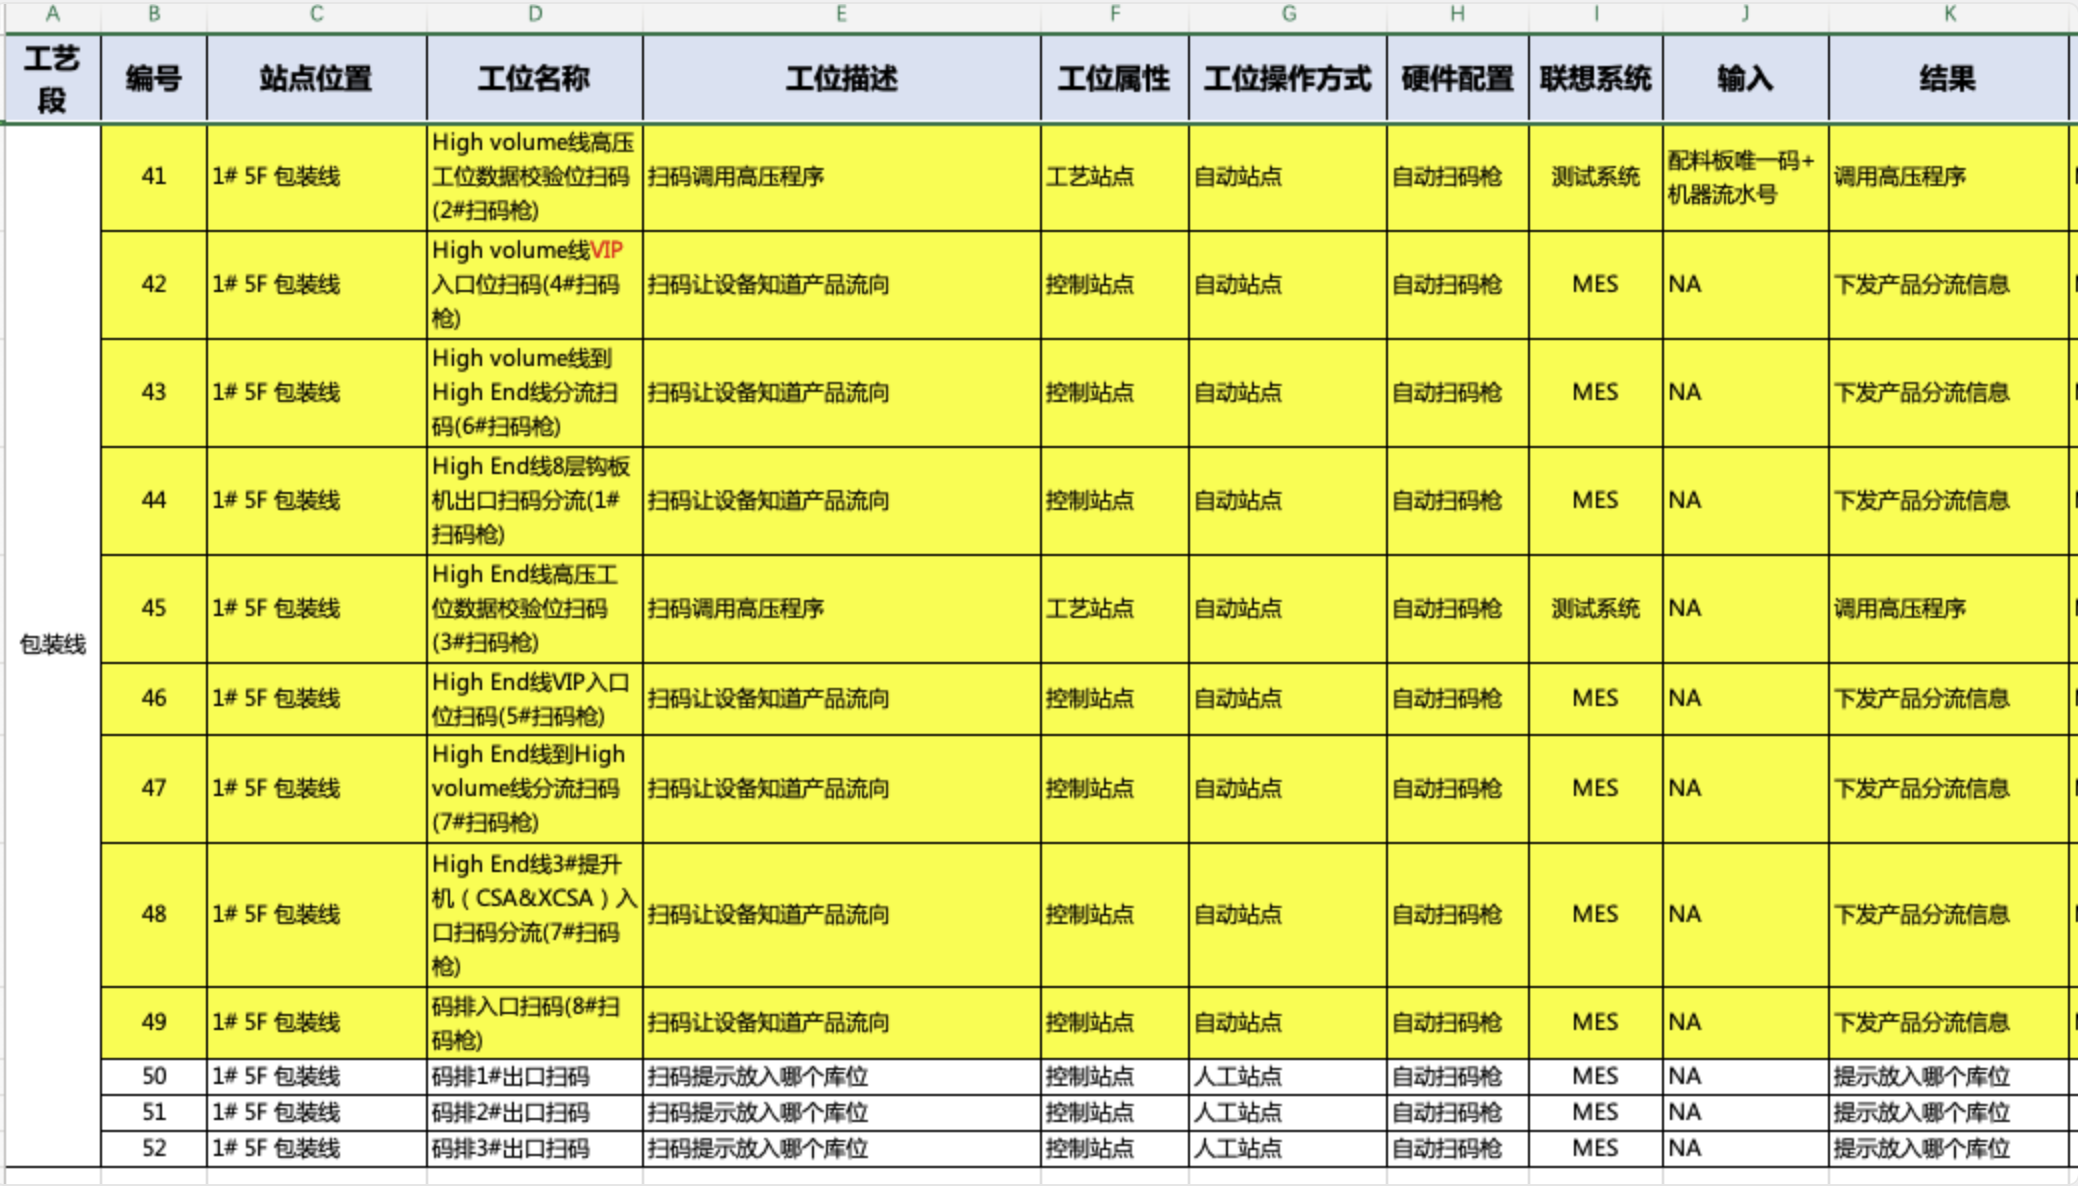 A B C D E F G H I J K
工艺段 编号 站点位置 工位名称 工位描述 工位属性 工位操作方式 硬件配置 联想系统 输入 结果
包装线
41 1# 5F 包装线 High volume线高压工位数据校验位扫码(2#扫码枪) 扫码调用高压程序 工艺站点 自动站点 自动扫码枪 测试系统 配料板唯一码+机器流水号 调用高压程序
42 1# 5F 包装线 High volume线VIP入口位扫码(4#扫码枪) 扫码让设备知道产品流向 控制站点 自动站点 自动扫码枪 MES NA 下发产品分流信息
43 1# 5F 包装线 High volume线到High End线分流扫码(6#扫码枪) 扫码让设备知道产品流向 控制站点 自动站点 自动扫码枪 MES NA 下发产品分流信息
44 1# 5F 包装线 High End线8层钩板机出口扫码分流(1#扫码枪) 扫码让设备知道产品流向 控制站点 自动站点 自动扫码枪 MES NA 下发产品分流信息
45 1# 5F 包装线 High End线高压工位数据校验位扫码(3#扫码枪) 扫码调用高压程序 工艺站点 自动站点 自动扫码枪 测试系统 NA 调用高压程序
46 1# 5F 包装线 High End线VIP入口位扫码(5#扫码枪) 扫码让设备知道产品流向 控制站点 自动站点 自动扫码枪 MES NA 下发产品分流信息
47 1# 5F 包装线 High End线到High volume线分流扫码(7#扫码枪) 扫码让设备知道产品流向 控制站点 自动站点 自动扫码枪 MES NA 下发产品分流信息
48 1# 5F 包装线 High End线3#提升机（CSA&XCSA）入口扫码分流(7#扫码枪) 扫码让设备知道产品流向 控制站点 自动站点 自动扫码枪 MES NA 下发产品分流信息
49 1# 5F 包装线 码排入口扫码(8#扫码枪) 扫码让设备知道产品流向 控制站点 自动站点 自动扫码枪 MES NA 下发产品分流信息
50 1# 5F 包装线 码排1#出口扫码 扫码提示放入哪个库位 控制站点 人工站点 自动扫码枪 MES NA 提示放入哪个库位
51 1# 5F 包装线 码排2#出口扫码 扫码提示放入哪个库位 控制站点 人工站点 自动扫码枪 MES NA 提示放入哪个库位
52 1# 5F 包装线 码排3#出口扫码 扫码提示放入哪个库位 控制站点 人工站点 自动扫码枪 MES NA 提示放入哪个库位